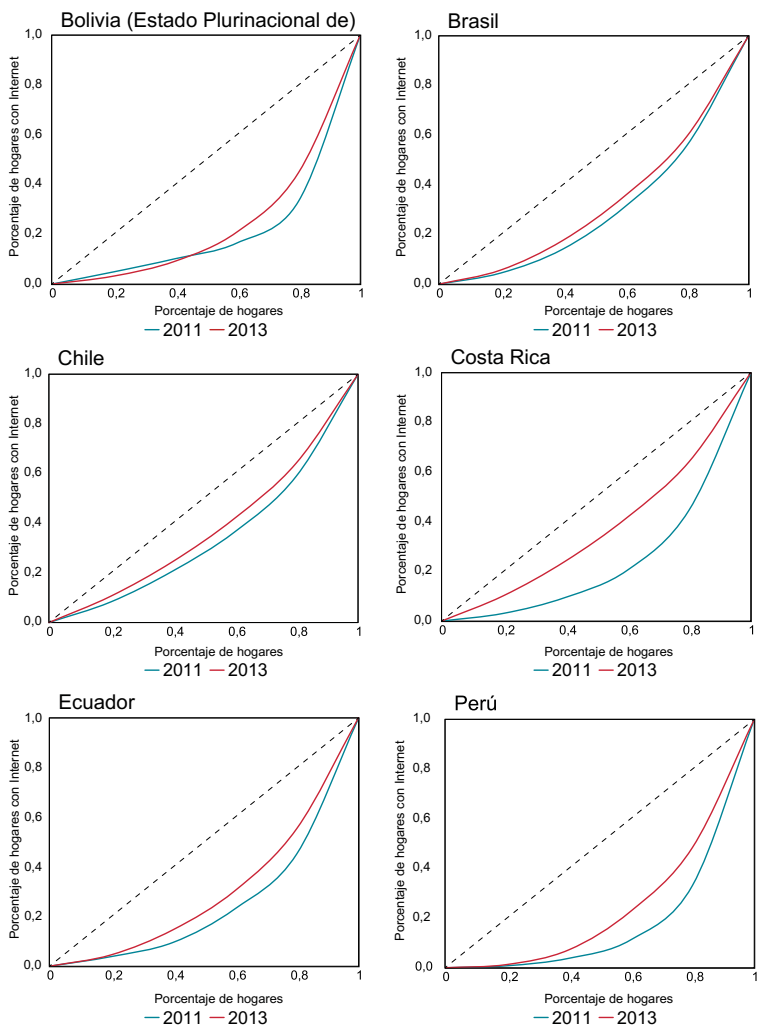 Bolivia (Estado Plurinacional de)
Porcentaje de hogares con Internet
1,0
0,8
0,6
0,4
0,2
0,0
0 0,2 0,4 0,6 0,8 1
Porcentaje de hogares
2011 2013
Brasil
Porcentaje de hogares con Internet
1,0
0,8
0,6
0,4
0,2
0,0
0 0,2 0,4 0,6 0,8 1
Porcentaje de hogares
2011 2013
Chile
Porcentaje de hogares con Internet
1,0
0,8
0,6
0,4
0,2
0,0
0 0,2 0,4 0,6 0,8 1
Porcentaje de hogares
2011 2013
Costa Rica
Porcentaje de hogares con Internet
1,0
0,8
0,6
0,4
0,2
0,0
0 0,2 0,4 0,6 0,8 1
Porcentaje de hogares
2011 2013
Ecuador
Porcentaje de hogares con Internet
1,0
0,8
0,6
0,4
0,2
0,0
0 0,2 0,4 0,6 0,8 1
Porcentaje de hogares
2011 2013
Perú
Porcentaje de hogares con Internet
1,0
0,8
0,6
0,4
0,2
0,0
0 0,2 0,4 0,6 0,8 1
Porcentaje de hogares
2011 2013